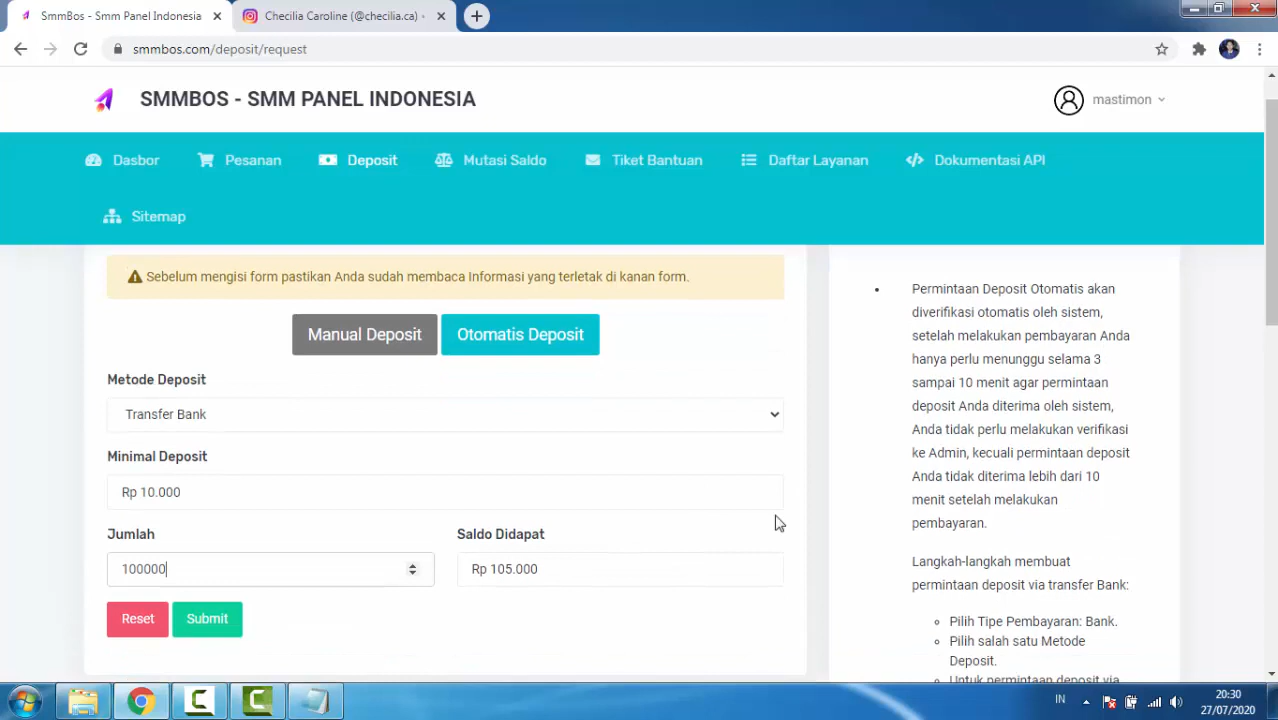 SmmBos - Smm Panel Indonesia
Checilia Caroline (@checilia.ca)
smmbos.com/deposit/request
SMMBOS - SMM PANEL INDONESIA
mastimon
Dasbor
Pesanan
Deposit
Mutasi Saldo
Tiket Bantuan
Daftar Layanan
Dokumentasi API
Sitemap
Sebelum mengisi form pastikan Anda sudah membaca Informasi yang terletak di kanan form.
Manual Deposit
Otomatis Deposit
Metode Deposit
Transfer Bank
Minimal Deposit
Rp 10.000
Jumlah
Saldo Didapat
100000
Rp 105.000
Reset
Submit
Permintaan Deposit Otomatis akan
diverifikasi otomatis oleh sistem,
setelah melakukan pembayaran Anda
hanya perlu menunggu selama 3
sampai 10 menit agar permintaan
deposit Anda diterima oleh sistem,
Anda tidak perlu melakukan verifikasi
ke Admin, kecuali permintaan deposit
Anda tidak diterima lebih dari 10
menit setelah melakukan
pembayaran.
Langkah-langkah membuat
permintaan deposit via transfer Bank:
Pilih Tipe Pembayaran: Bank.
Pilih salah satu Metode
Deposit.
Untuk permintaan deposit via
IN
20:30
27/07/2020